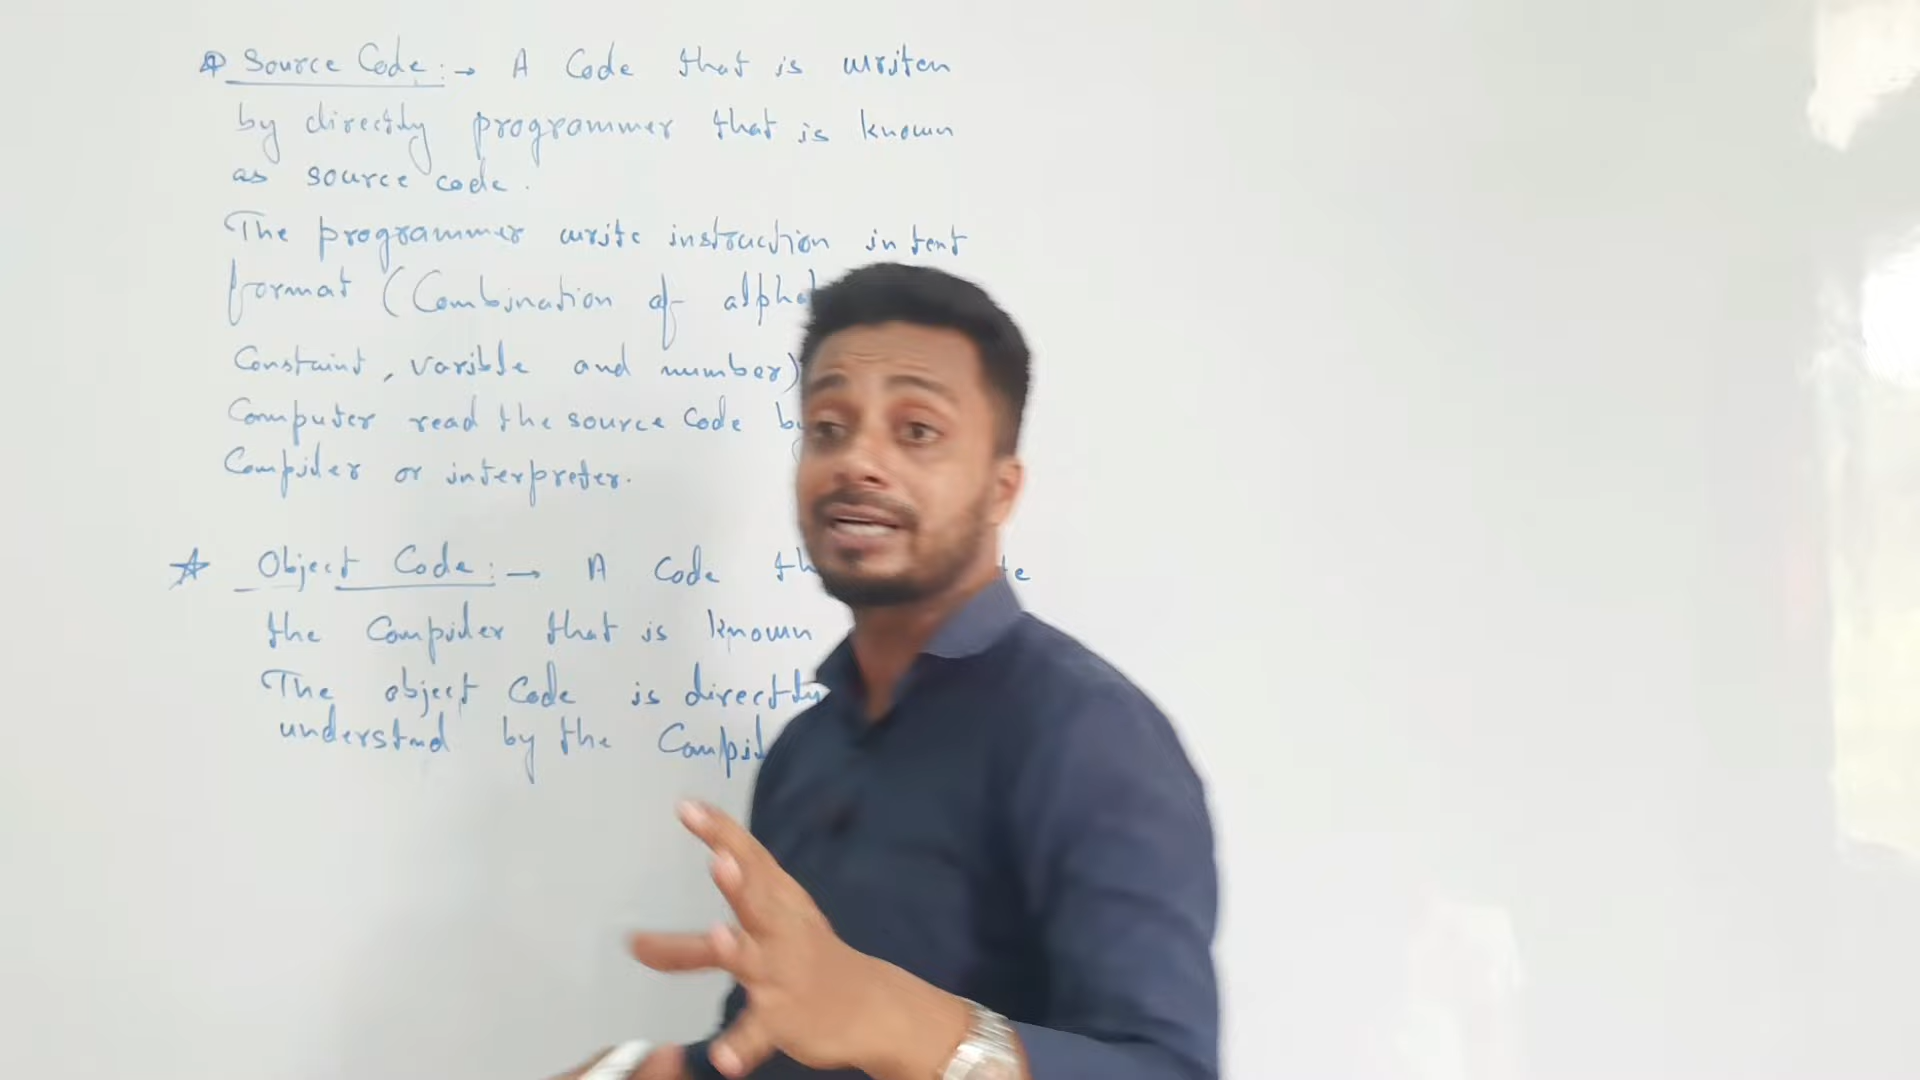 Source Code :→ A Code that is writen
by directly programmer that is known
as source code.
The programmer write instruction in text
format (Combination of
Constaint, varible and number)
Computer read the source Code
Compiler or interpreter.
☆ Object Code :→ A Code
the Compiler that is known
The object Code is directly
understand by the